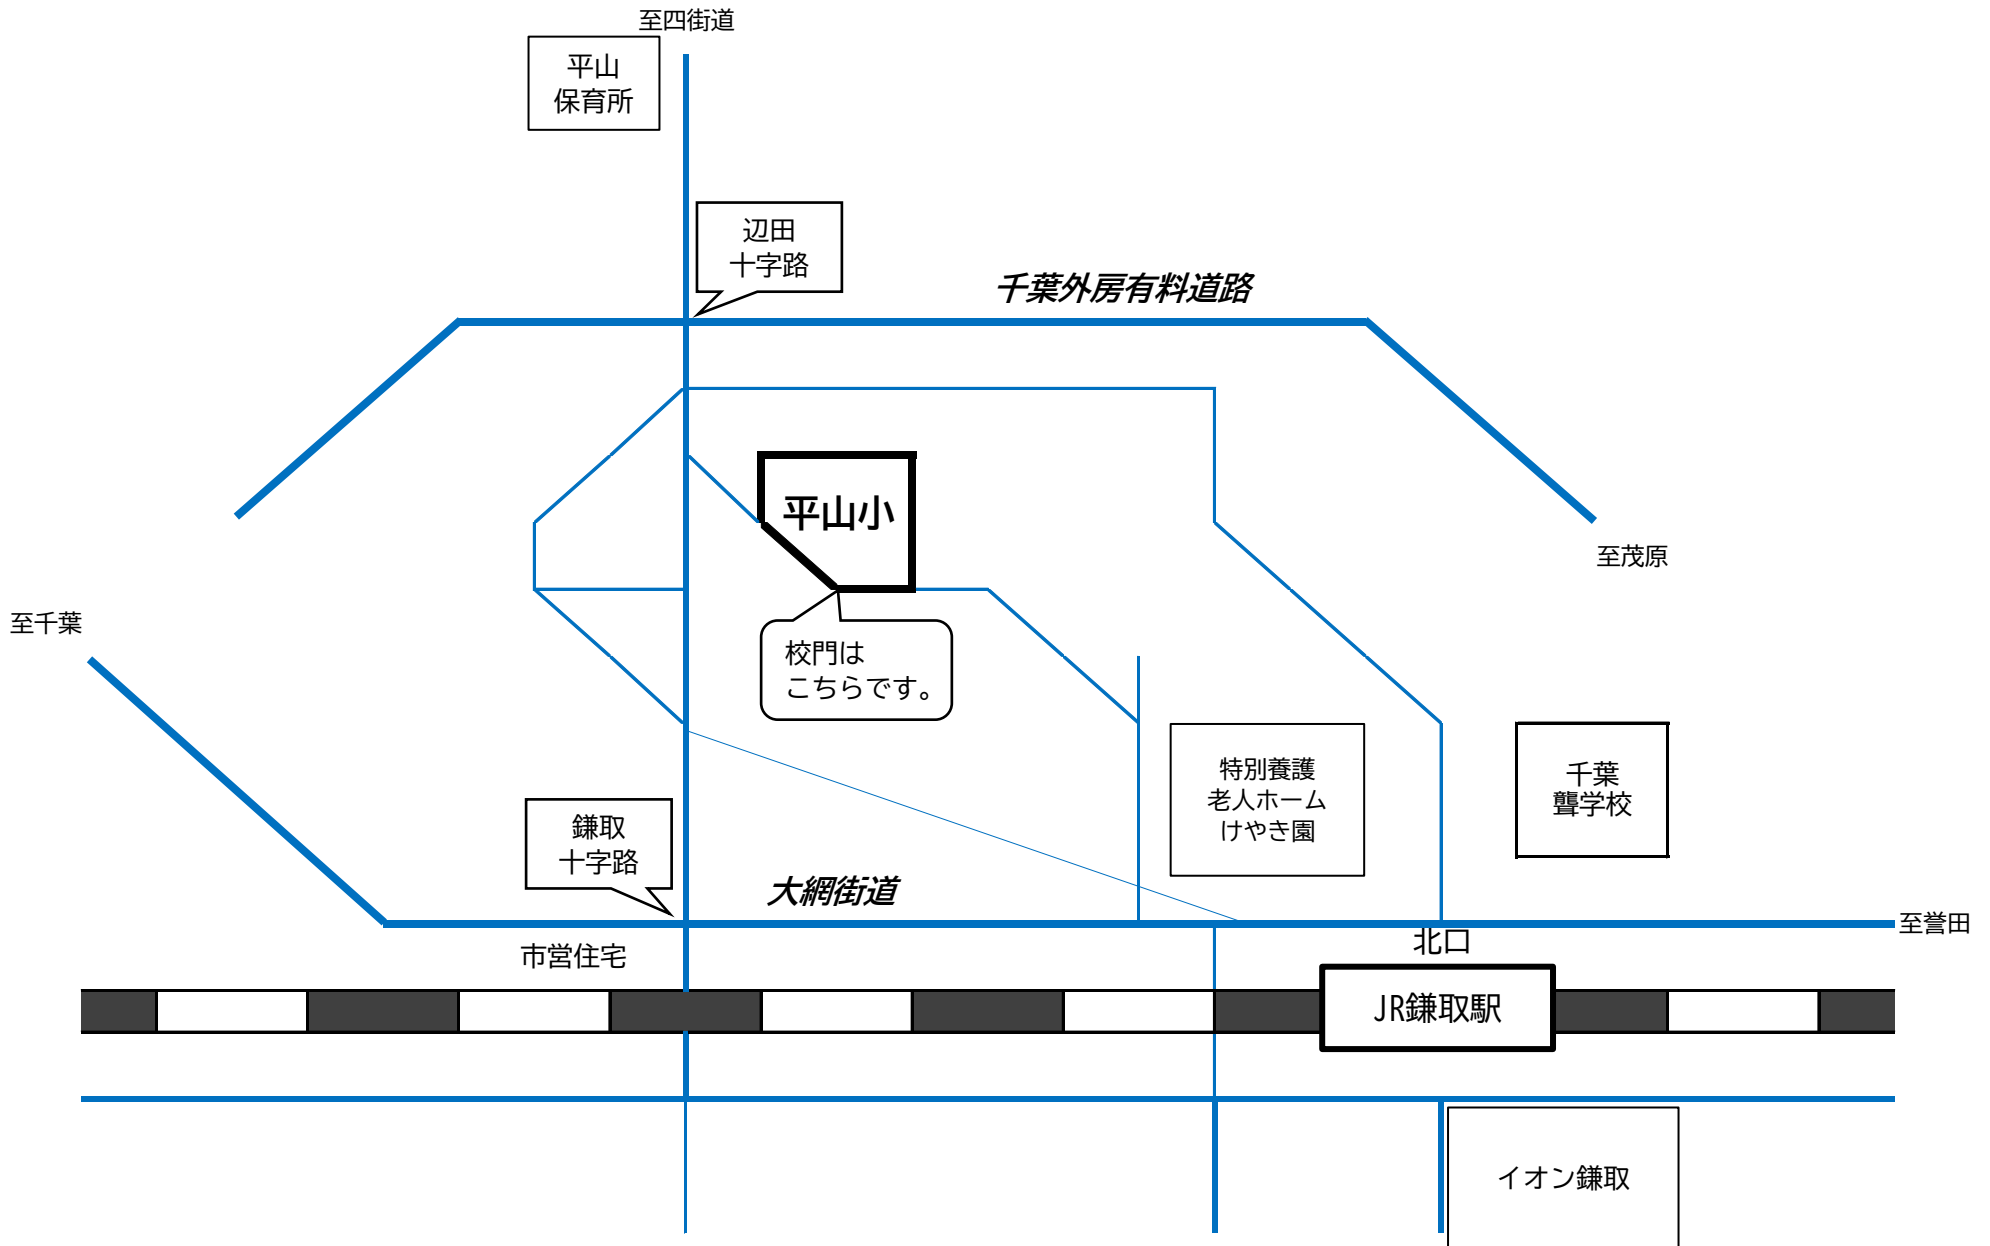 至四街道
平山
保育所
辺田
十字路
千葉外房有料道路
平山小
至茂原
至千葉
校門は
こちらです。
特別養護
老人ホーム
けやき園
千葉
聾学校
鎌取
十字路
大網街道
至誉田
北口
市営住宅
JR鎌取駅
イオン鎌取